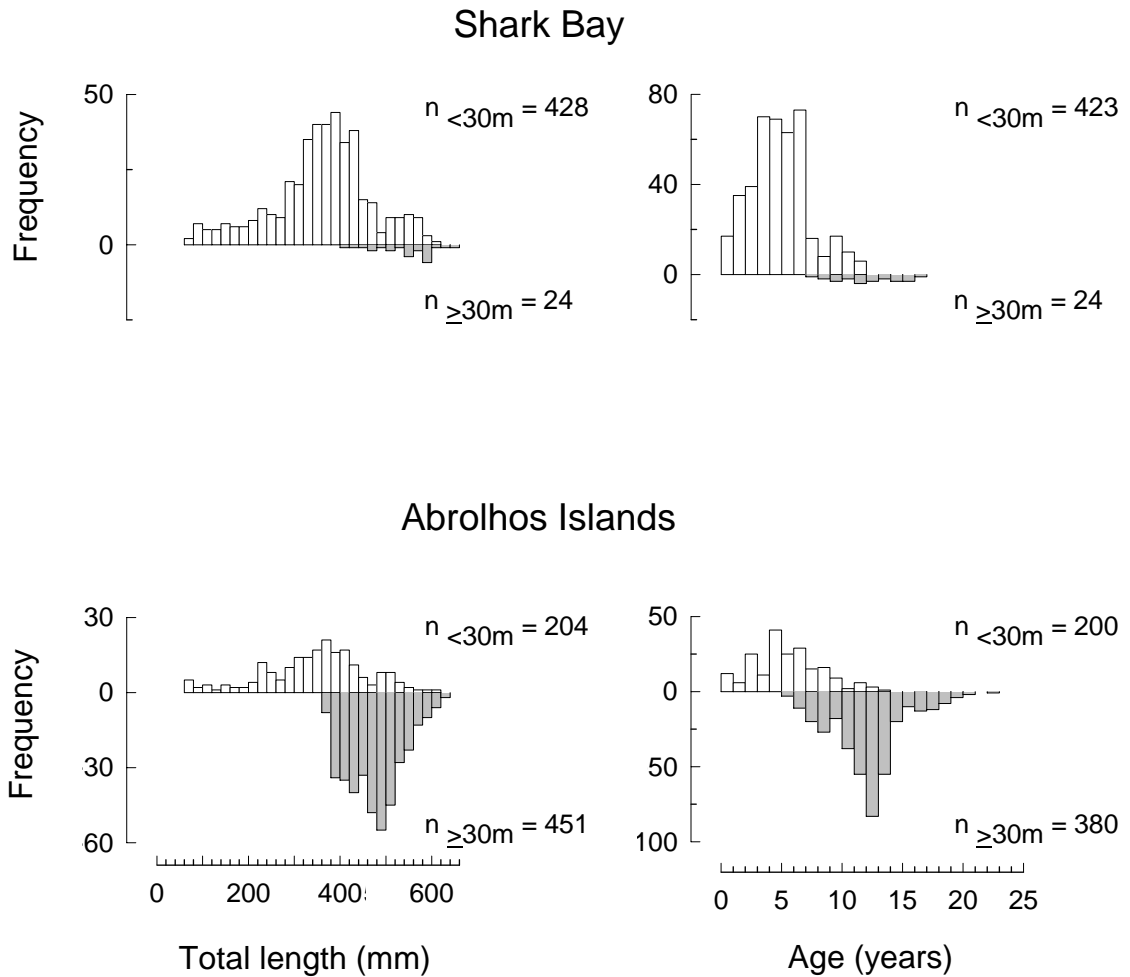 Shark Bay
50
0
Frequency
n <30m = 428
n ≥30m = 24
80
40
0
n <30m = 423
n ≥30m = 24
Abrolhos Islands
30
0
30
60
Frequency
n <30m = 204
n ≥30m = 451
0 200 400 600
Total length (mm)
50
0
50
100
n <30m = 200
n ≥30m = 380
0 5 10 15 20 25
Age (years)